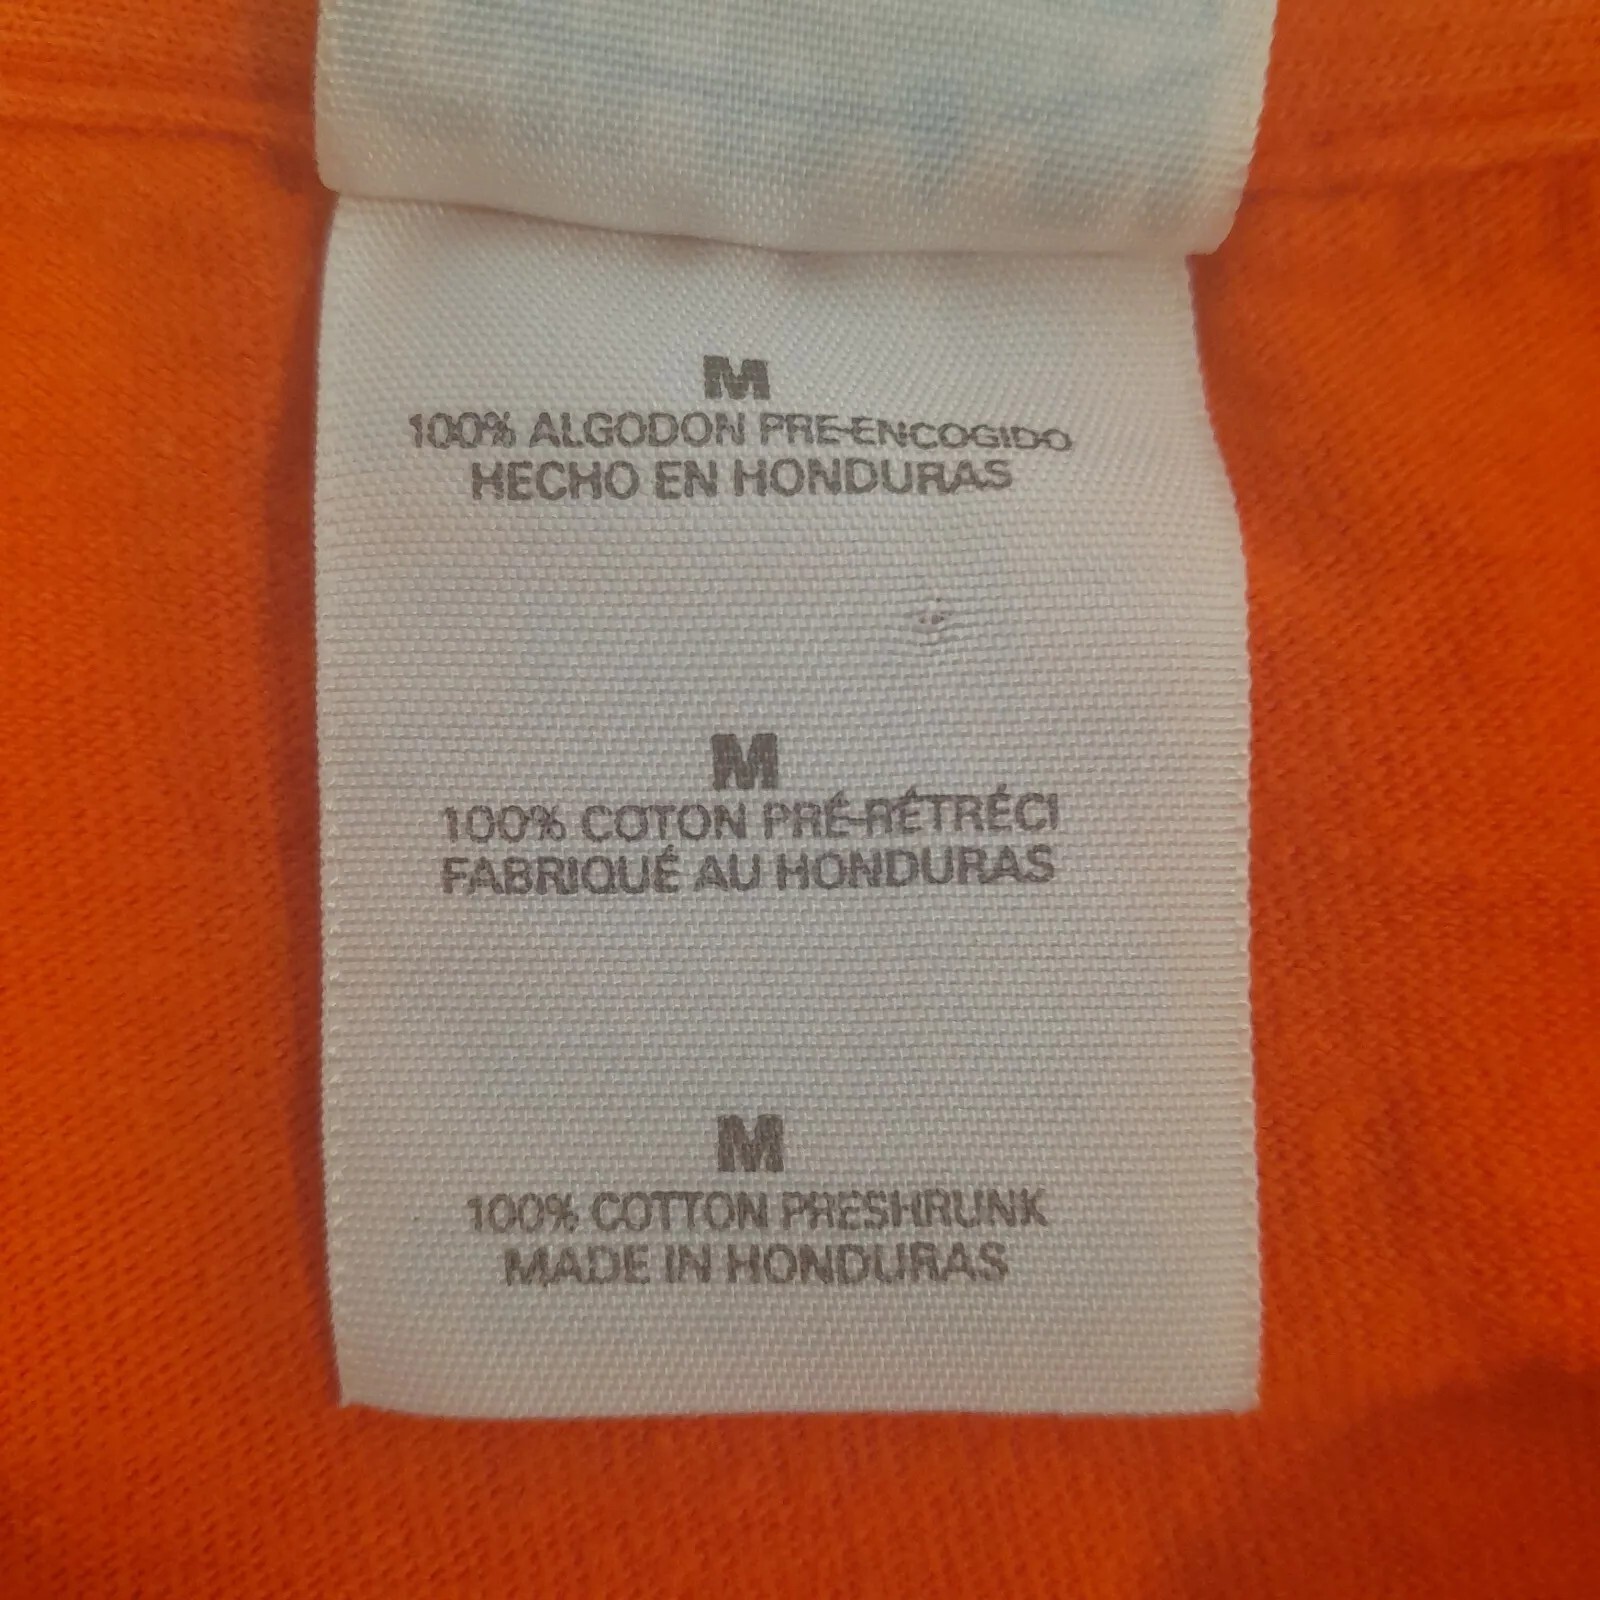 M
100% ALGODON PRE-ENCOGIDO
HECHO EN HONDURAS
M
100% COTON PRÉ-RÉTRÉCI
FABRIQUÉ AU HONDURAS
M
100% COTTON PRESHRUNK
MADE IN HONDURAS